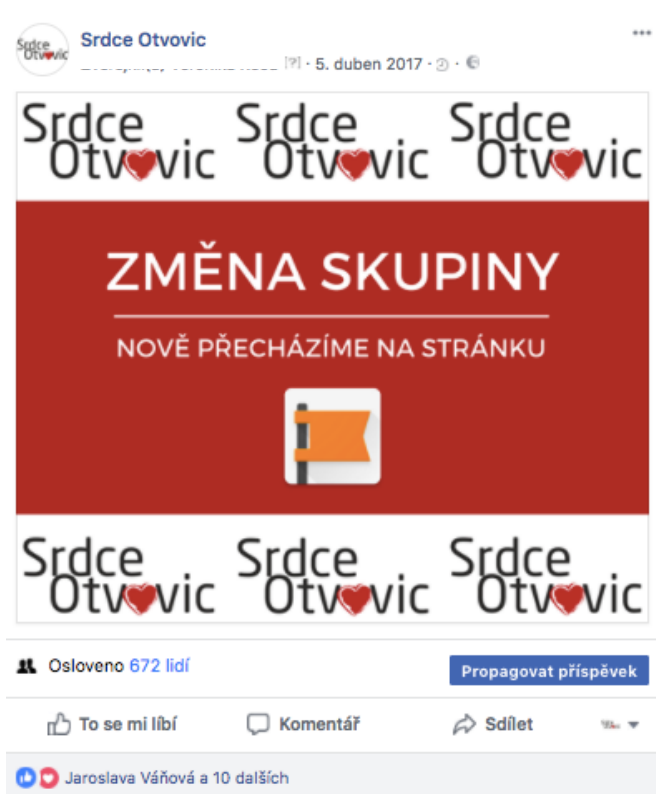 Srdce Otvovic
[?] · 5. duben 2017 ·
Srdce Otvovic Srdce Otvovic Srdce Otvovic
ZMĚNA SKUPINY
NOVĚ PŘECHÁZÍME NA STRÁNKU
Srdce Otvovic Srdce Otvovic Srdce Otvovic
Osloveno 672 lidí
Propagovat příspěvek
To se mi líbí Komentář Sdílet
Jaroslava Váňová a 10 dalších